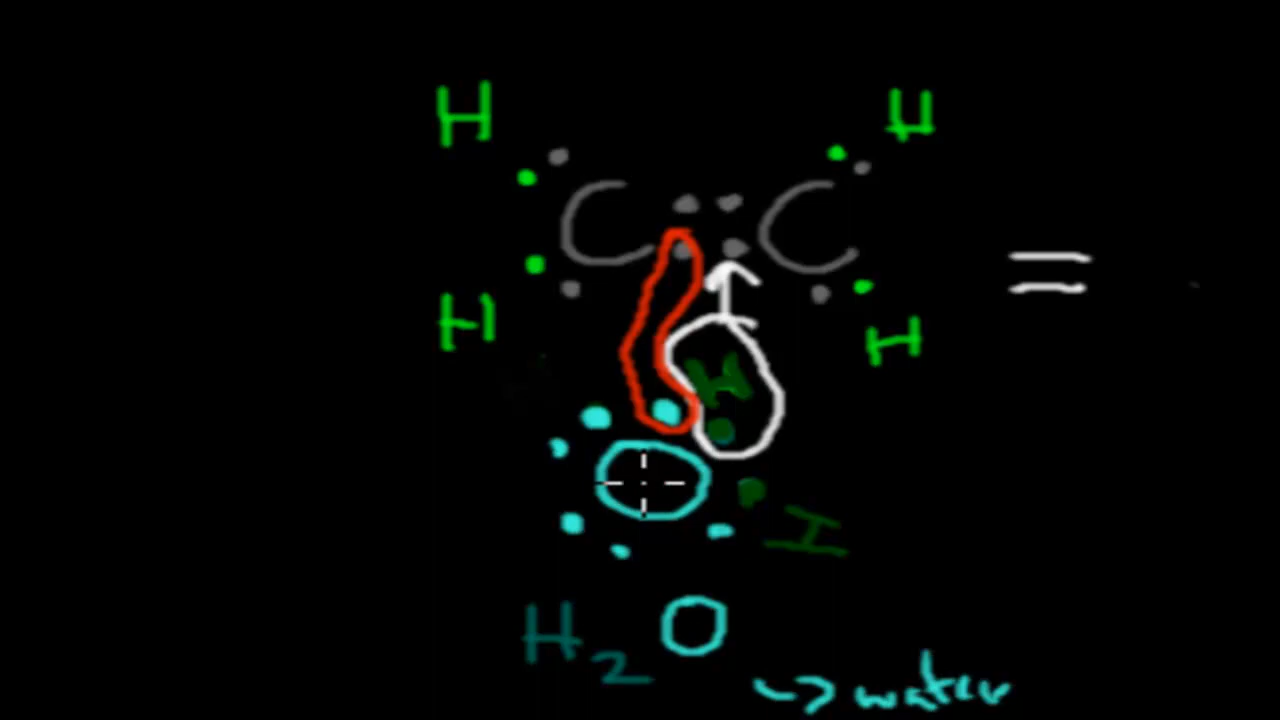 H H
C C
H H
=
H
O H
H2O
→ water